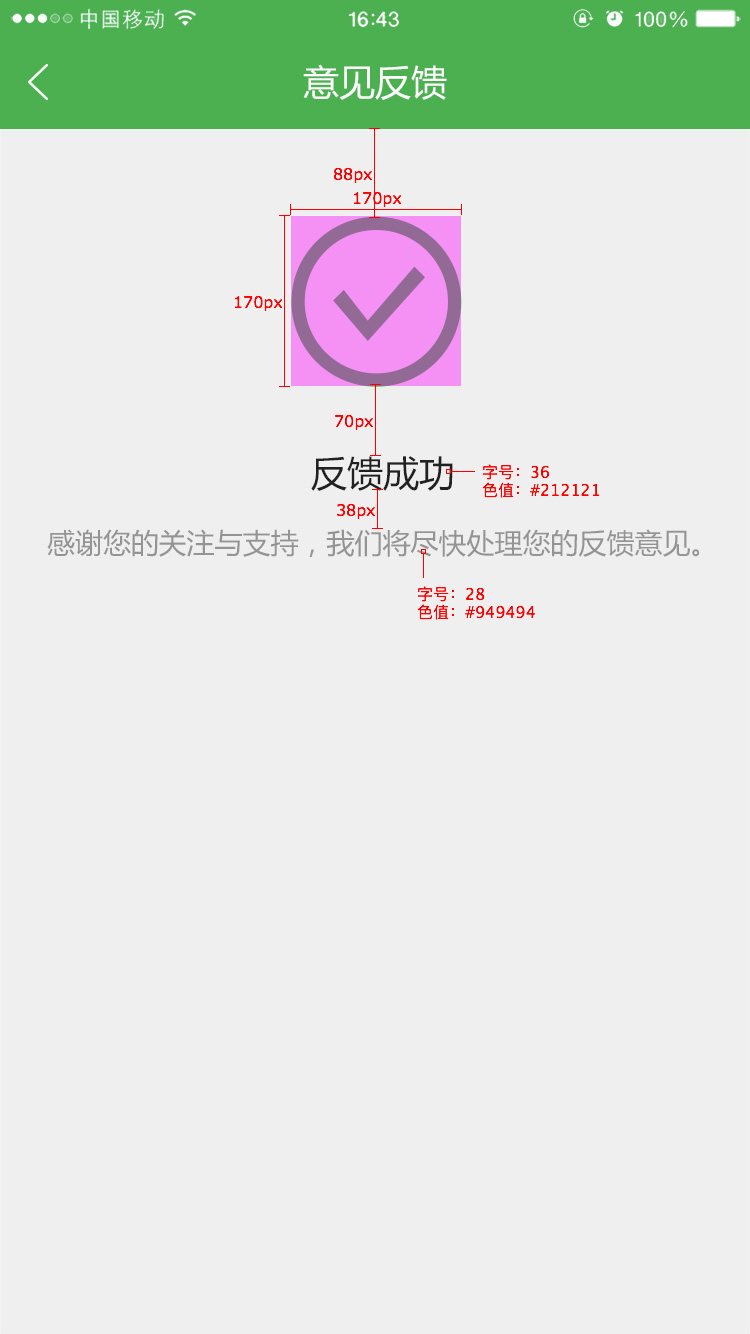 中国移动 16:43 100%
意见反馈
88px
170px
170px
70px
反馈成功
字号：36
色值：#212121
38px
感谢您的关注与支持，我们将尽快处理您的反馈意见。
字号：28
色值：#949494